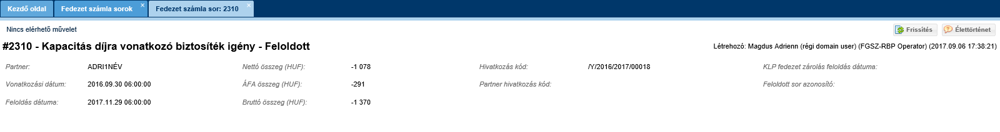 Kezdő oldal Fedezet számla sorok × Fedezet számla sor: 2310 ×
Nincs elérhető művelet Frissítés Élettörténet
#2310 - Kapacitás díjra vonatkozó biztosíték igény - Feloldott Létrehozó: Magdus Adrienn (régi domain user) (FGSZ-RBP Operator) (2017.09.06 17:38:21)
Partner: ADRI1NÉV Nettó összeg (HUF): -1 078 Hivatkozás kód: /Y/2016/2017/00018 KLP fedezet zárolás feloldás dátuma:
Vonatkozási dátum: 2016.09.30 06:00:00 ÁFA összeg (HUF): -291 Partner hivatkozás kód: Feloldott sor azonosító:
Feloldás dátuma: 2017.11.29 06:00:00 Bruttó összeg (HUF): -1 370